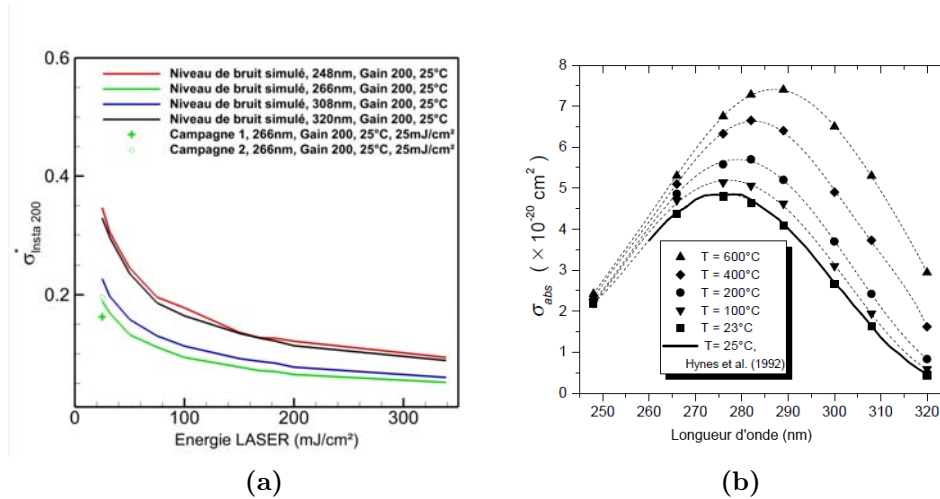 0.6
0.4
0.2
0
100
200
300
σ*Insta 200
Energie LASER (mJ/cm²)
Niveau de bruit simulé, 248nm, Gain 200, 25°C
Niveau de bruit simulé, 266nm, Gain 200, 25°C
Niveau de bruit simulé, 308nm, Gain 200, 25°C
Niveau de bruit simulé, 320nm, Gain 200, 25°C
Campagne 1, 266nm, Gain 200, 25°C, 25mJ/cm²
Campagne 2, 266nm, Gain 200, 25°C, 25mJ/cm²
(a)
8
7
6
5
4
3
2
1
0
σabs ( × 10-20 cm2 )
T = 600°C
T = 400°C
T = 200°C
T = 100°C
T = 23°C
T= 25°C,
Hynes et al. (1992)
250
260
270
280
290
300
310
320
Longueur d'onde (nm)
(b)